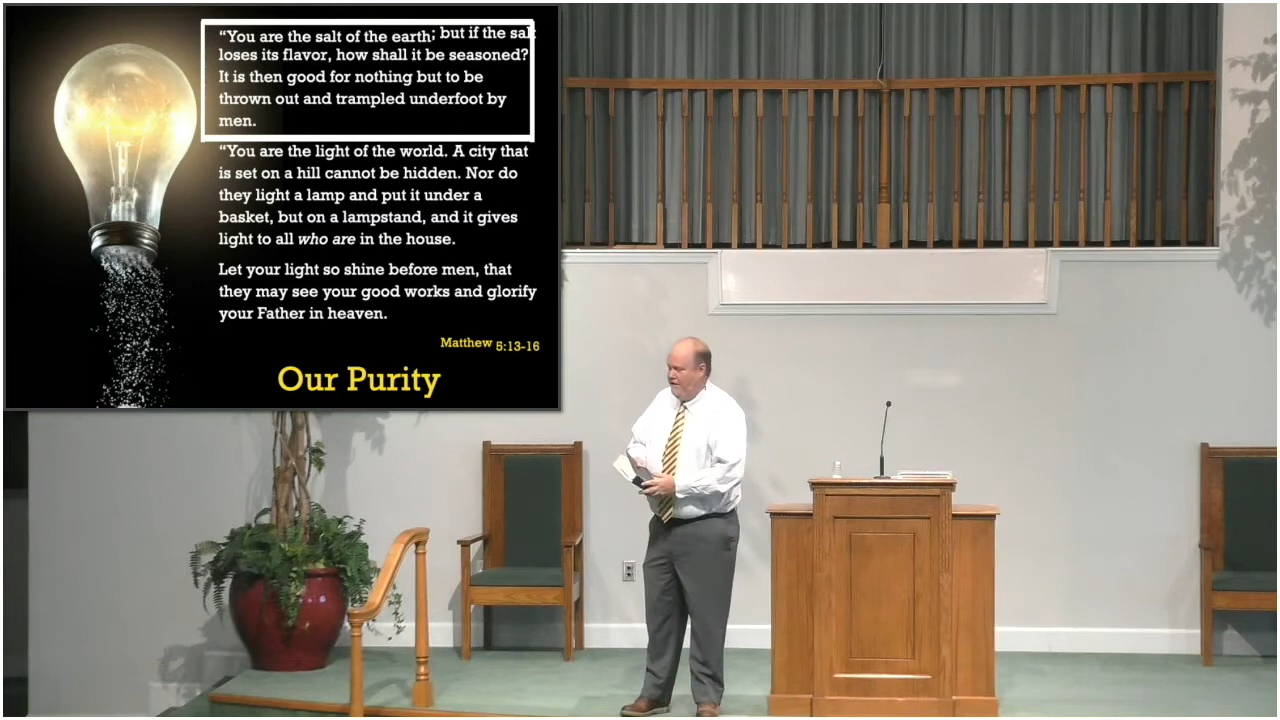 “You are the salt of the earth; but if the salt
loses its flavor, how shall it be seasoned?
It is then good for nothing but to be
thrown out and trampled underfoot by
men.
“You are the light of the world. A city that
is set on a hill cannot be hidden. Nor do
they light a lamp and put it under a
basket, but on a lampstand, and it gives
light to all who are in the house.
Let your light so shine before men, that
they may see your good works and glorify
your Father in heaven.
Matthew 5:13-16
Our Purity